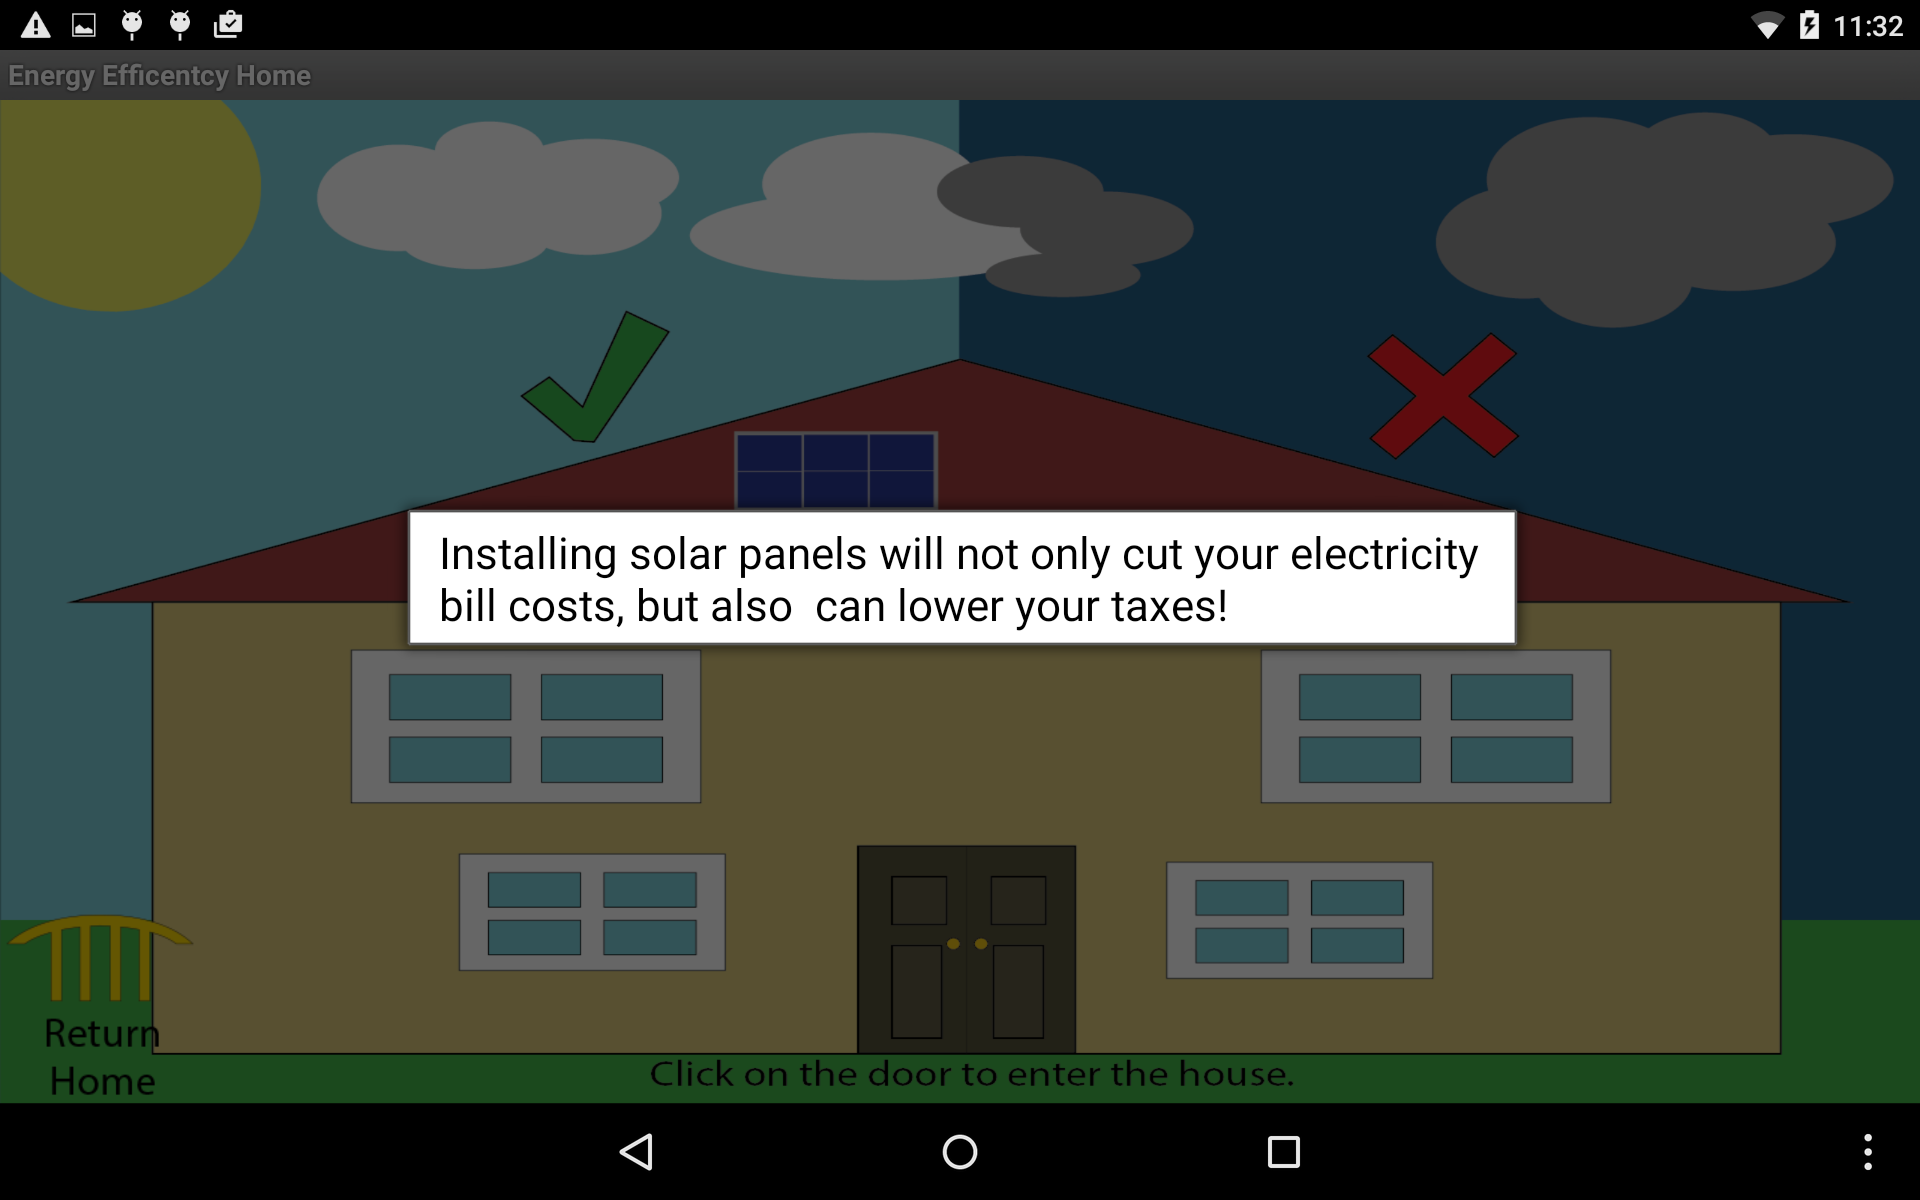 11:32
Energy Efficentcy Home
Installing solar panels will not only cut your electricity
bill costs, but also  can lower your taxes!
Return
Home
Click on the door to enter the house.